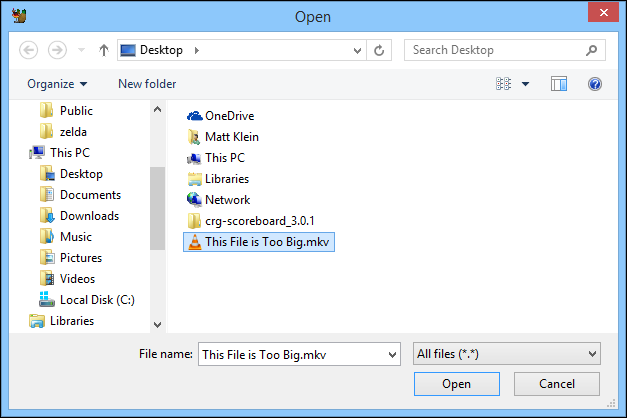 Open
Desktop
Search Desktop
Organize
New folder
Public
zelda
This PC
Desktop
Documents
Downloads
Music
Pictures
Videos
Local Disk (C:)
Libraries
OneDrive
Matt Klein
This PC
Libraries
Network
crg-scoreboard_3.0.1
This File is Too Big.mkv
File name: This File is Too Big.mkv
All files (*.*)
Open Cancel